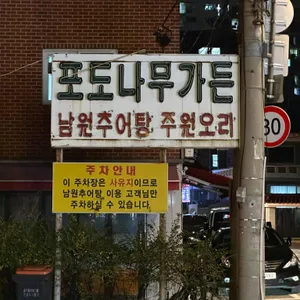 포도나무가든
남원추어탕 주원오리
30
주차안내
이 주차장은 사유지이므로
남원추어탕 이용 고객님만
주차하실 수 있습니다.